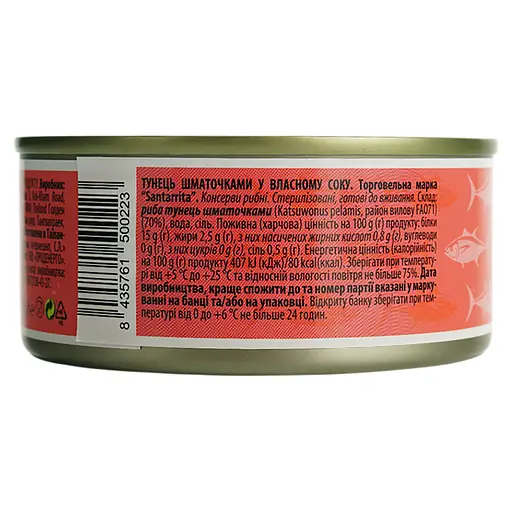 ТУНЕЦЬ ШМАТОЧКАМИ У ВЛАСНОМУ СОКУ. Торговельна марка
"Santarrita". Консерви рибні. Стерилізовані, готові до вживання. Склад:
риба тунець шматочками (Katsuwonus pelamis, район вилову FA071)
(70%), вода, сіль. Поживна (харчова) цінність на 100 g (г): білки
15 g (г), жири 2,5 g (г), з них насичених жирних кислот 0,8 g (г), вуглеводи
0 g (г), з них цукрів 0 g (г), сіль 0,5 g (г). Енергетична цінність (калорійність)
на 100 g (г) продукту 407 kJ (кДж)/80 kcal(ккал). Зберігати при темпера-
турі від +5 °C до -25 °C та відносній вологості повітря не більше 75%. Дата
виробництва, краще спожити до та номер партії вказані у марку-
ванні на банці та/або на упаковці. Відкриту банку зберігати при тем-
пературі від 0 до +6 °C не більше 24 годин.
8 435761 500223
Виробник:
Road,
Thailand